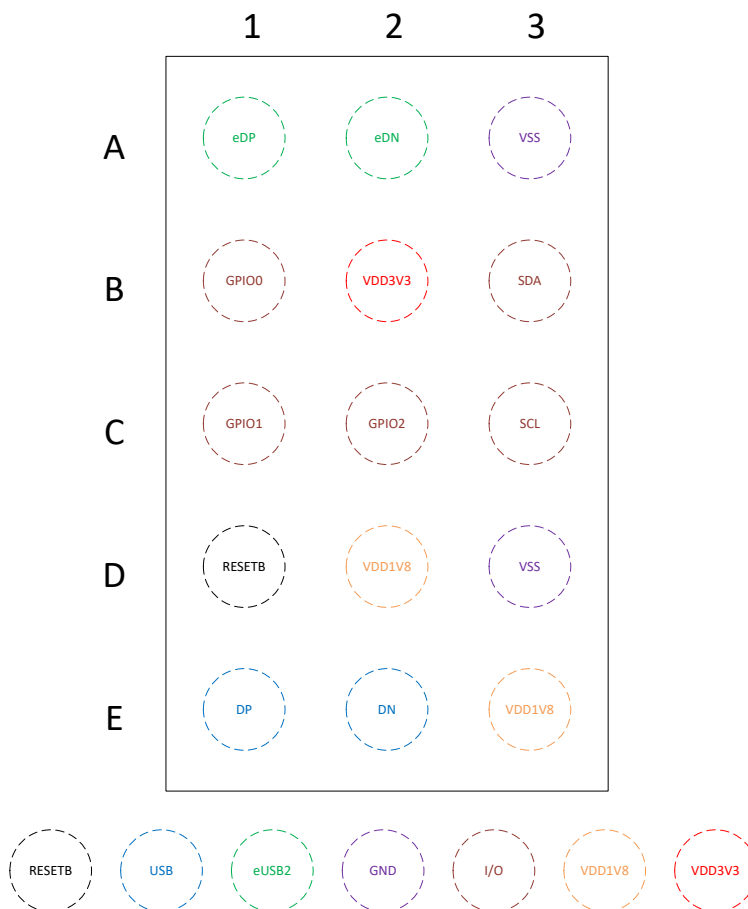 1 2 3
A eDP eDN VSS
B GPIO0 VDD3V3 SDA
C GPIO1 GPIO2 SCL
D RESETB VDD1V8 VSS
E DP DN VDD1V8
RESETB USB eUSB2 GND I/O VDD1V8 VDD3V3